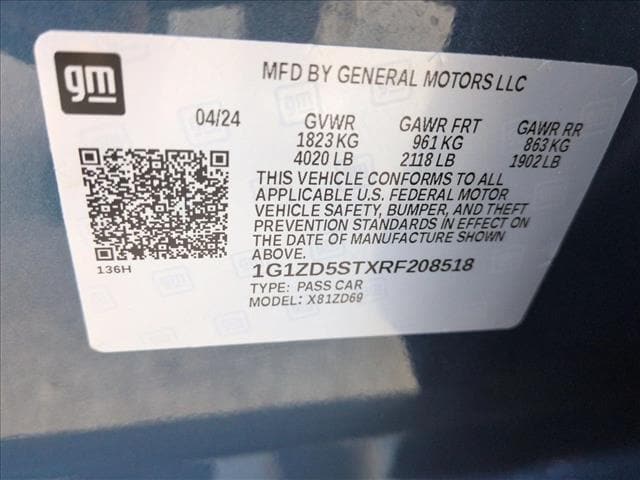 gm
MFD BY GENERAL MOTORS LLC
04/24 GVWR GAWR FRT GAWR RR
1823 KG 961 KG 863 KG
4020 LB 2118 LB 1902 LB
THIS VEHICLE CONFORMS TO ALL
APPLICABLE U.S. FEDERAL MOTOR
VEHICLE SAFETY, BUMPER, AND THEFT
PREVENTION STANDARDS IN EFFECT ON
THE DATE OF MANUFACTURE SHOWN
ABOVE.
136H
1G1ZD5STXRF208518
TYPE: PASS CAR
MODEL: X81ZD69